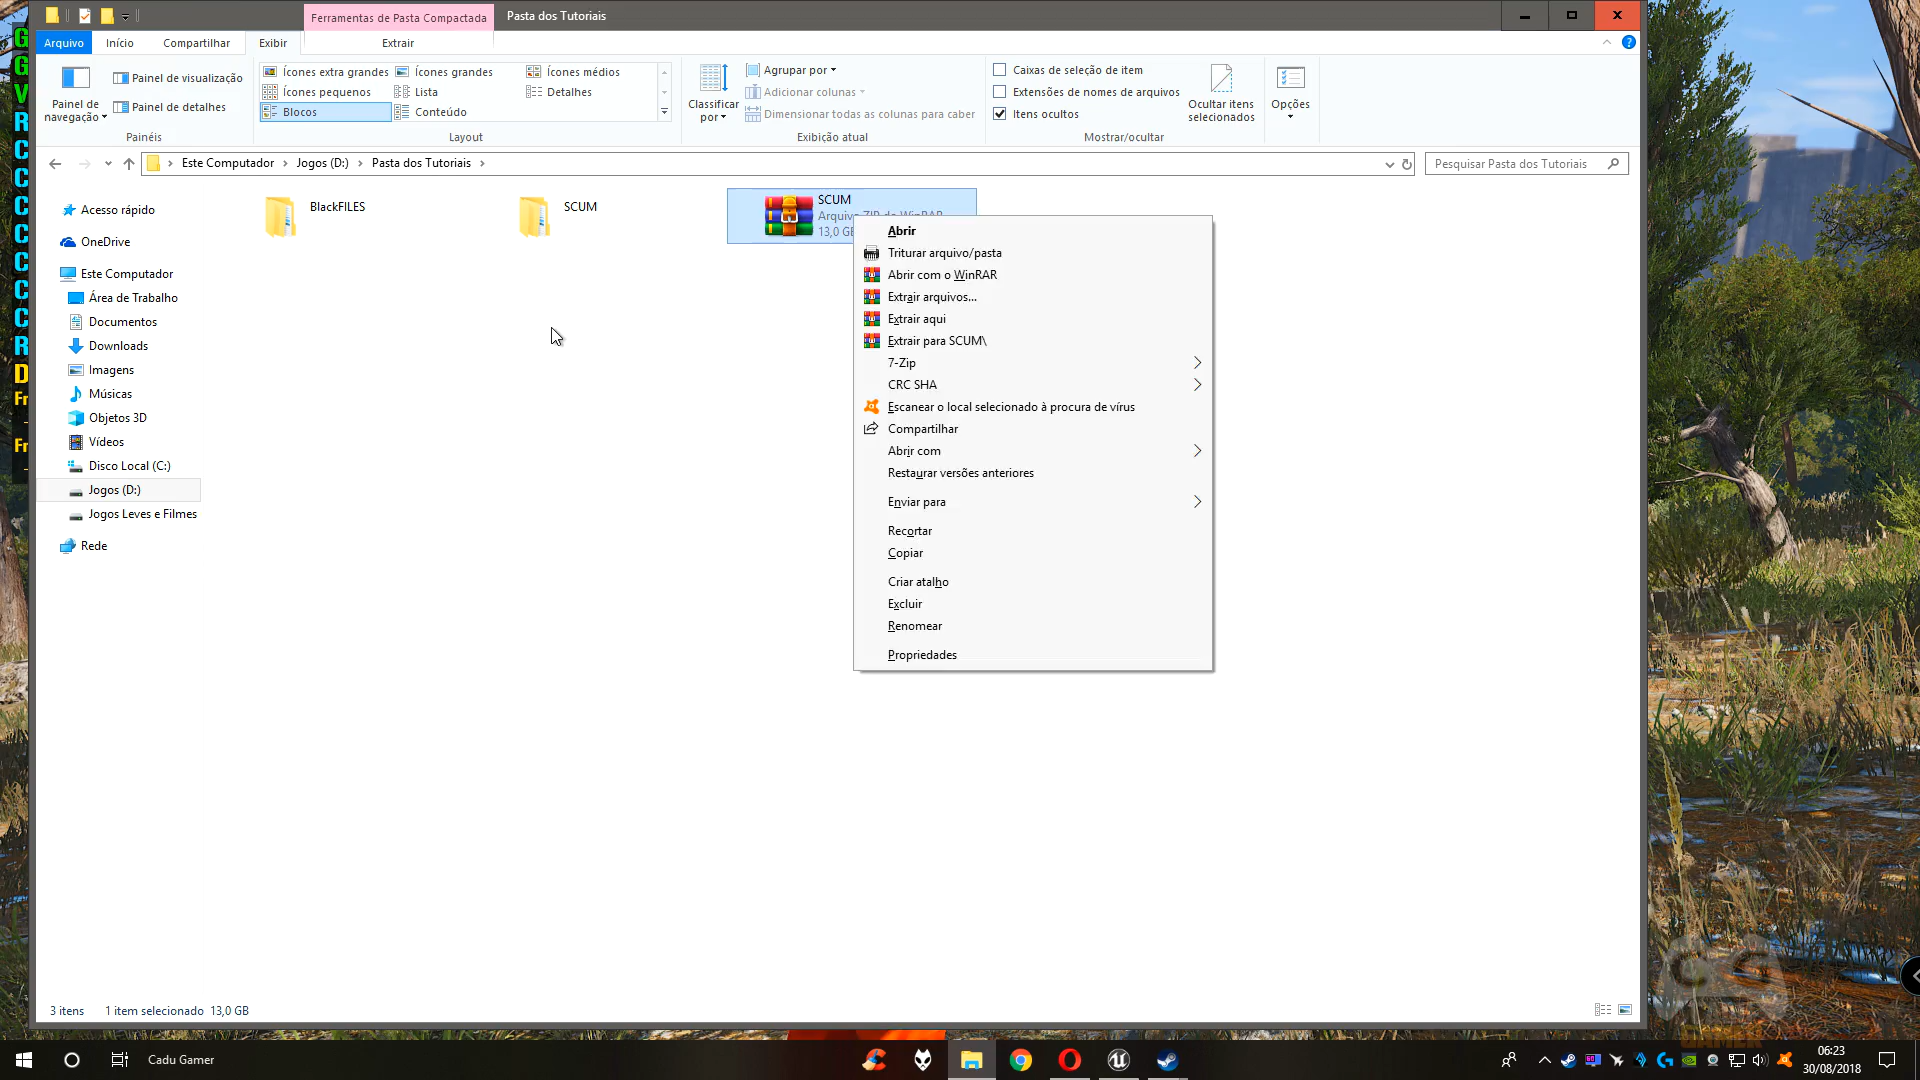 Ferramentas de Pasta Compactada
Pasta dos Tutoriais
Arquivo
Início
Compartilhar
Exibir
Extrair
Painel de navegação
Painel de visualização
Painel de detalhes
Painéis
Ícones extra grandes
Ícones grandes
Ícones médios
Ícones pequenos
Lista
Detalhes
Blocos
Conteúdo
Layout
Classificar por
Agrupar por
Adicionar colunas
Dimensionar todas as colunas para caber
Exibição atual
Caixas de seleção de item
Extensões de nomes de arquivos
Itens ocultos
Ocultar itens selecionados
Mostrar/ocultar
Opções
Este Computador
Jogos (D:)
Pasta dos Tutoriais
Pesquisar Pasta dos Tutoriais
Acesso rápido
OneDrive
Este Computador
Área de Trabalho
Documentos
Downloads
Imagens
Músicas
Objetos 3D
Vídeos
Disco Local (C:)
Jogos (D:)
Jogos Leves e Filmes
Rede
BlackFILES
SCUM
SCUM
Arquivo ZIP do WinRAR
13,0 GB
Abrir
Triturar arquivo/pasta
Abrir com o WinRAR
Extrair arquivos...
Extrair aqui
Extrair para SCUM\
7-Zip
CRC SHA
Escanear o local selecionado à procura de vírus
Compartilhar
Abrir com
Restaurar versões anteriores
Enviar para
Recortar
Copiar
Criar atalho
Excluir
Renomear
Propriedades
3 itens
1 item selecionado 13,0 GB
Cadu Gamer
06:23
30/08/2018